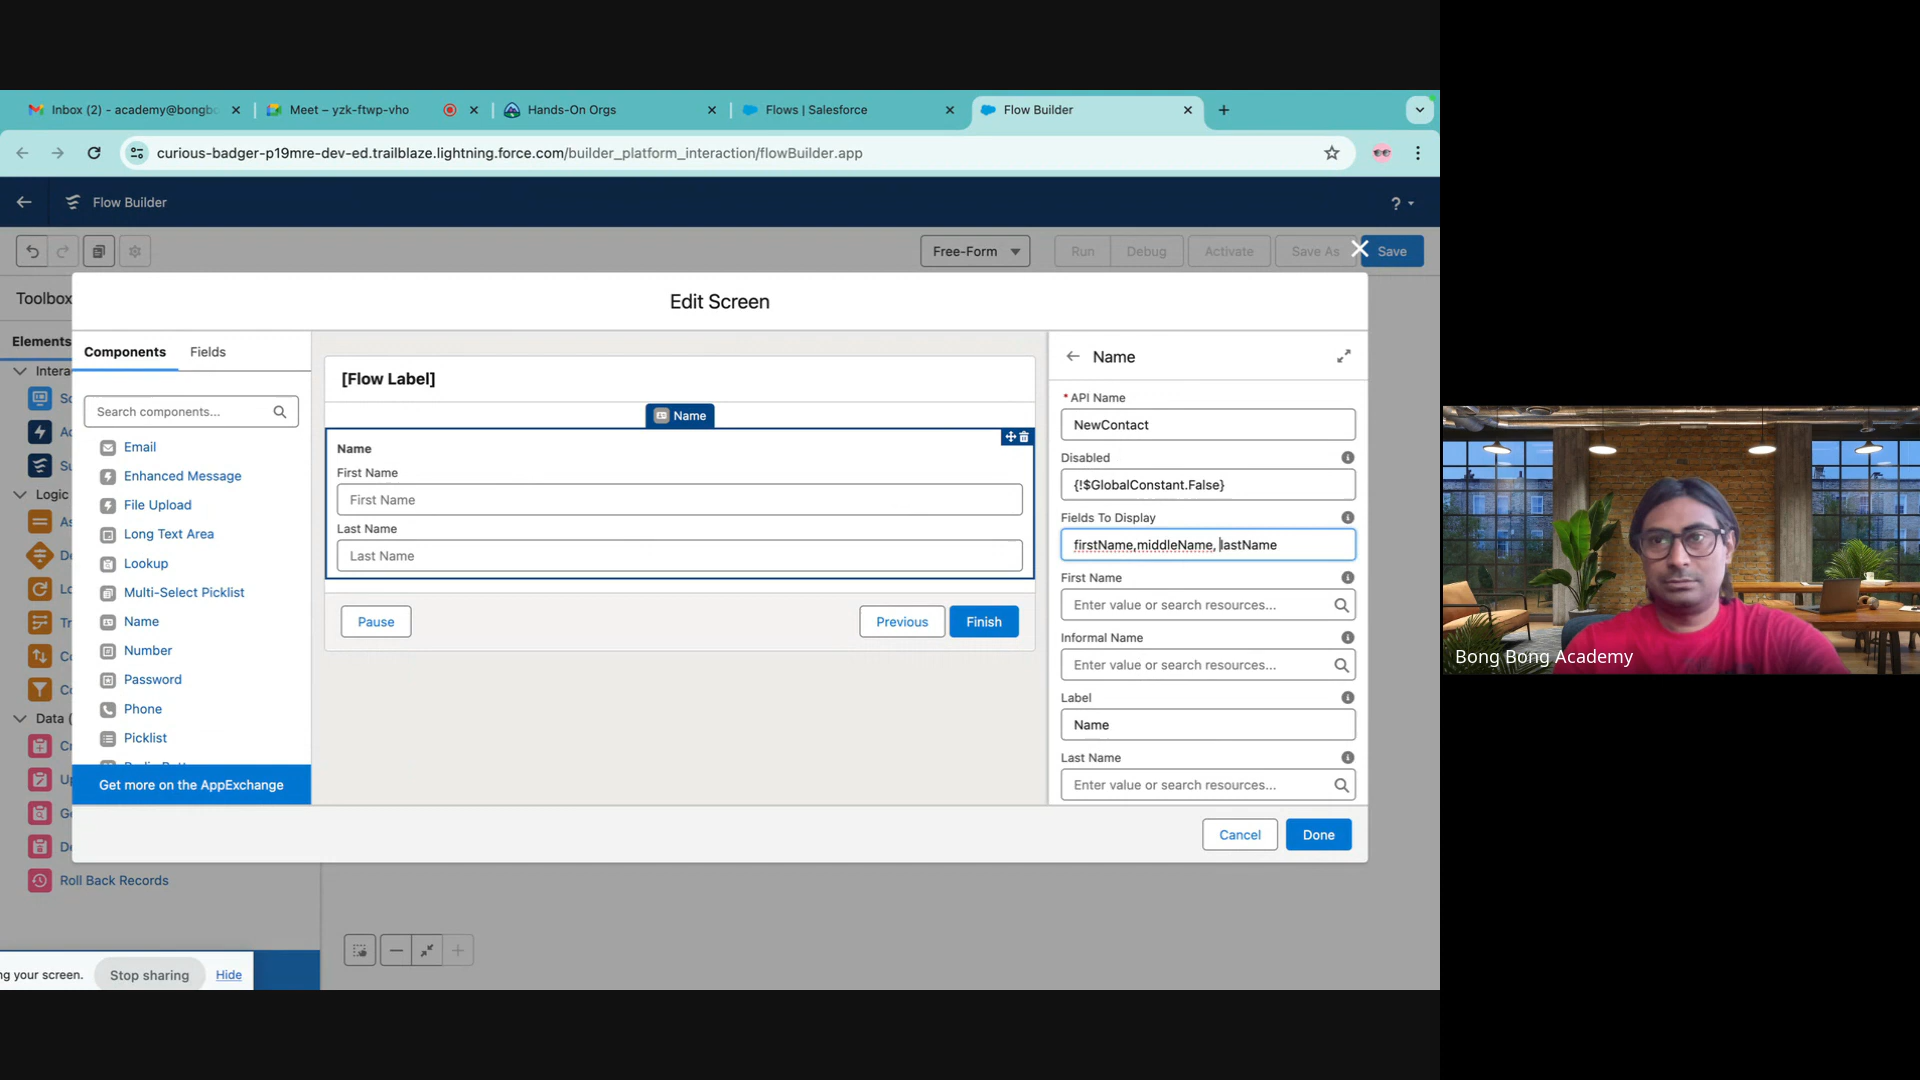 Inbox (2) - academy@bongbc
Meet – yzk-ftwp-vho
Hands-On Orgs
Flows | Salesforce
Flow Builder
curious-badger-p19mre-dev-ed.trailblaze.lightning.force.com/builder_platform_interaction/flowBuilder.app
Flow Builder
?
Free-Form
Run
Debug
Activate
Save As
Save
Toolbox
Edit Screen
Elements
Components
Fields
[Flow Label]
Name
API Name
Search components...
Name
NewContact
Email
Name
Disabled
Enhanced Message
First Name
{!$GlobalConstant.False}
File Upload
First Name
Fields To Display
Long Text Area
Last Name
firstName,middleName, lastName
Lookup
Last Name
First Name
Multi-Select Picklist
Enter value or search resources...
Name
Pause
Previous
Finish
Informal Name
Number
Enter value or search resources...
Password
Label
Phone
Name
Picklist
Last Name
Get more on the AppExchange
Enter value or search resources...
Interac
Logic
Data (
Cancel
Done
Roll Back Records
ng your screen.
Stop sharing
Hide
Bong Bong Academy